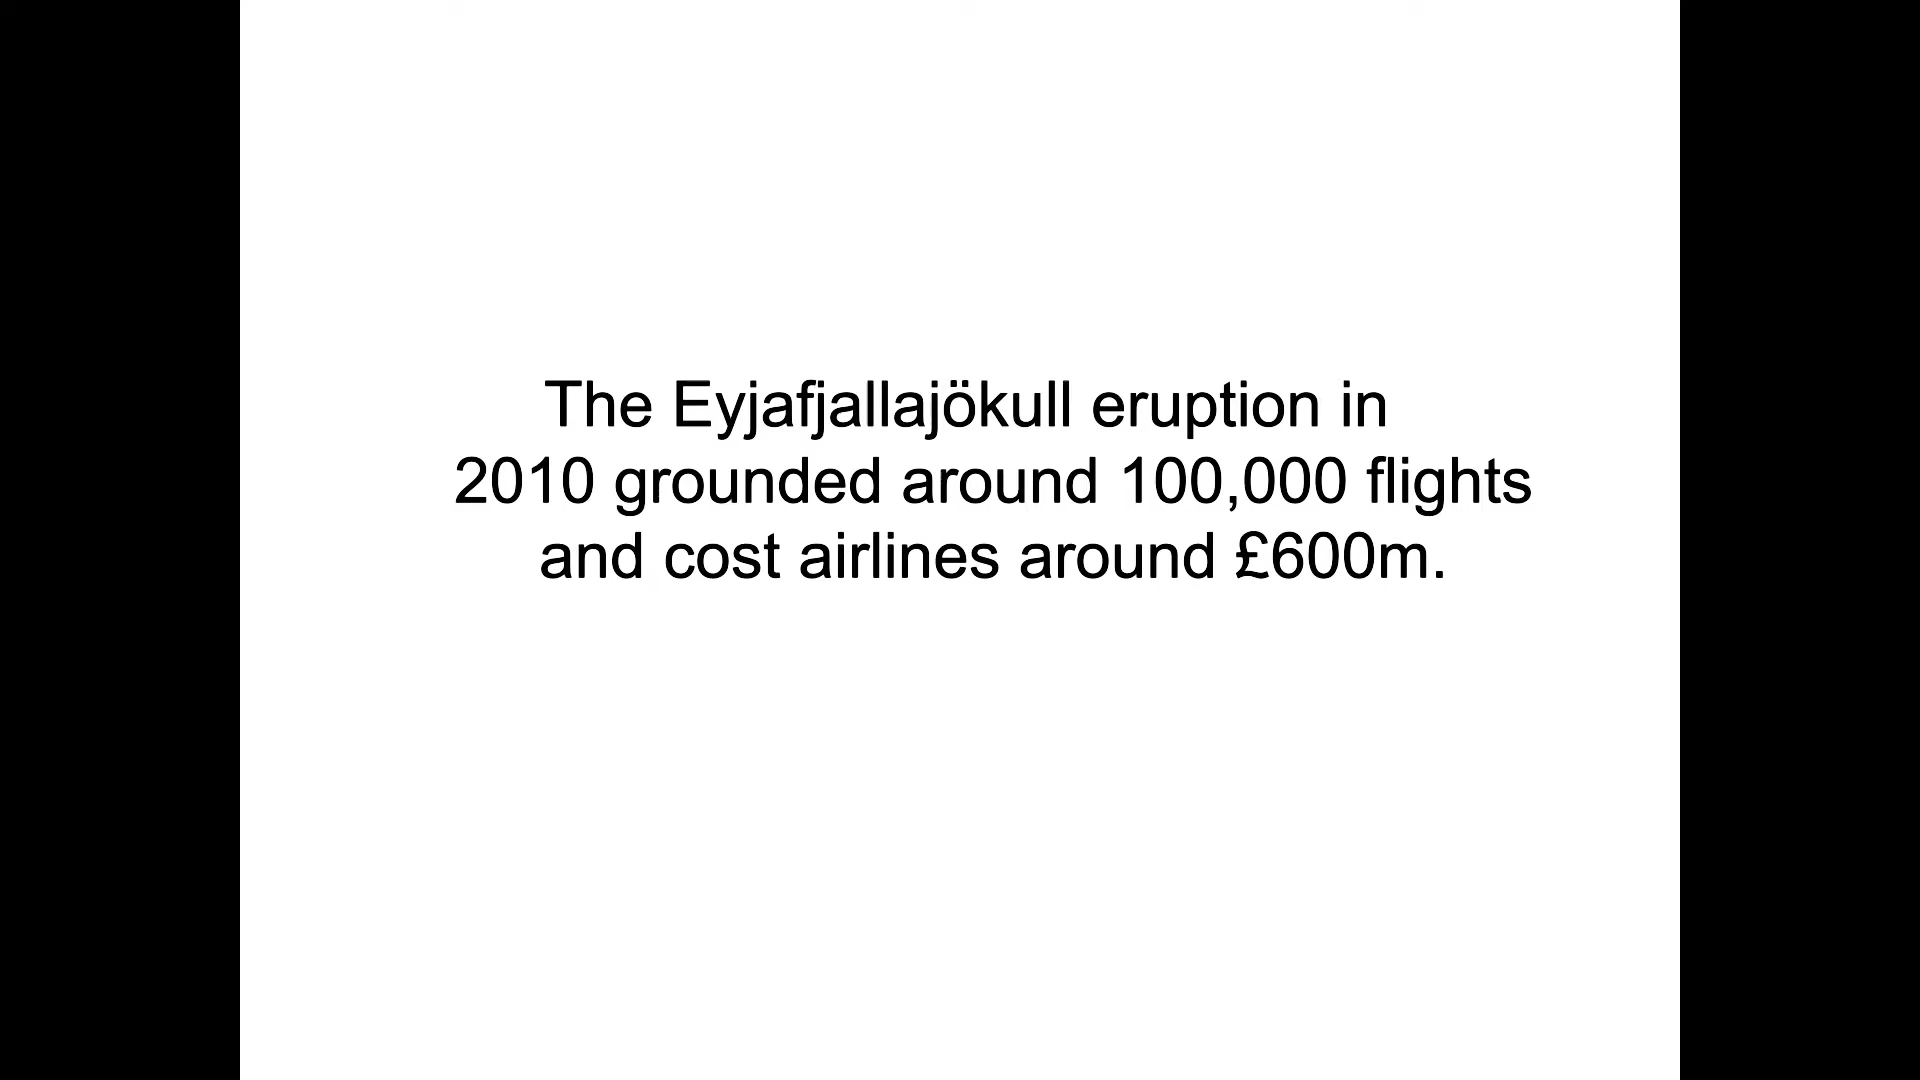 The Eyjafjallajökull eruption in
2010 grounded around 100,000 flights
and cost airlines around £600m.